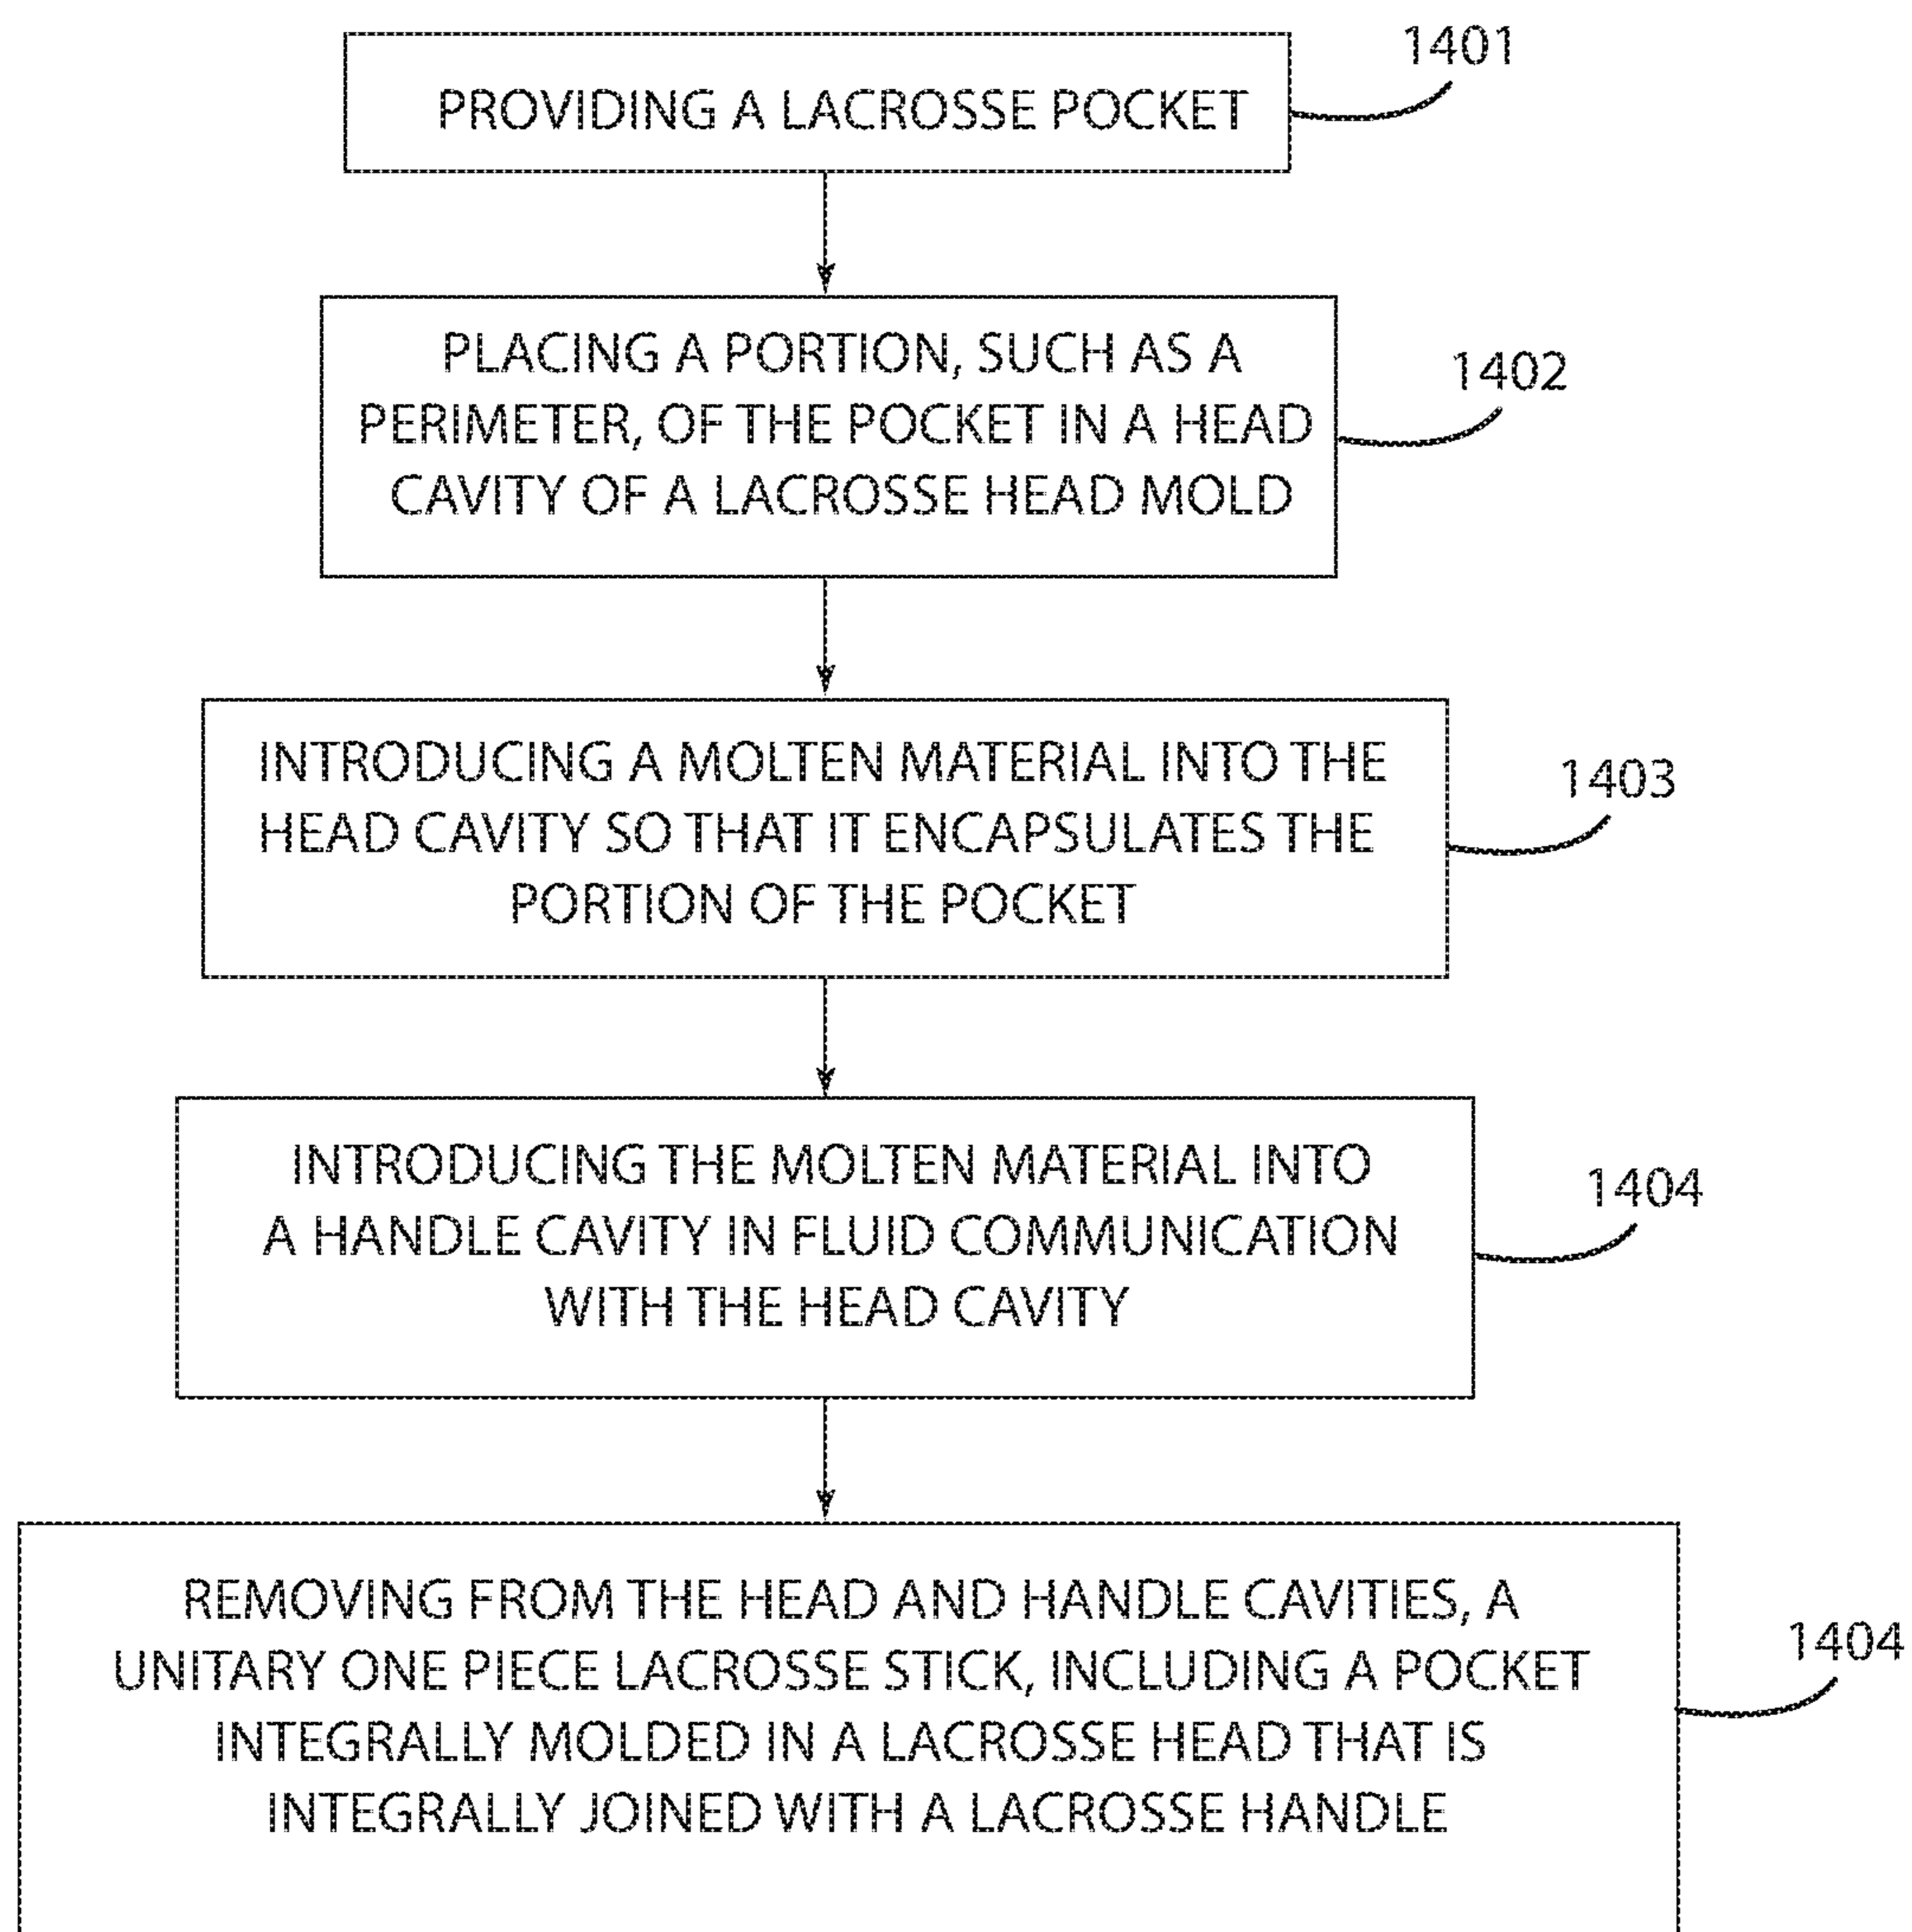 1401
PROVIDING A LACROSSE POCKET
1402
PLACING A PORTION, SUCH AS A
PERIMETER, OF THE POCKET IN A HEAD
CAVITY OF A LACROSSE HEAD MOLD
1403
INTRODUCING A MOLTEN MATERIAL INTO THE
HEAD CAVITY SO THAT IT ENCAPSULATES THE
PORTION OF THE POCKET
1404
INTRODUCING THE MOLTEN MATERIAL INTO
A HANDLE CAVITY IN FLUID COMMUNICATION
WITH THE HEAD CAVITY
1404
REMOVING FROM THE HEAD AND HANDLE CAVITIES, A
UNITARY ONE PIECE LACROSSE STICK, INCLUDING A POCKET
INTEGRALLY MOLDED IN A LACROSSE HEAD THAT IS
INTEGRALLY JOINED WITH A LACROSSE HANDLE